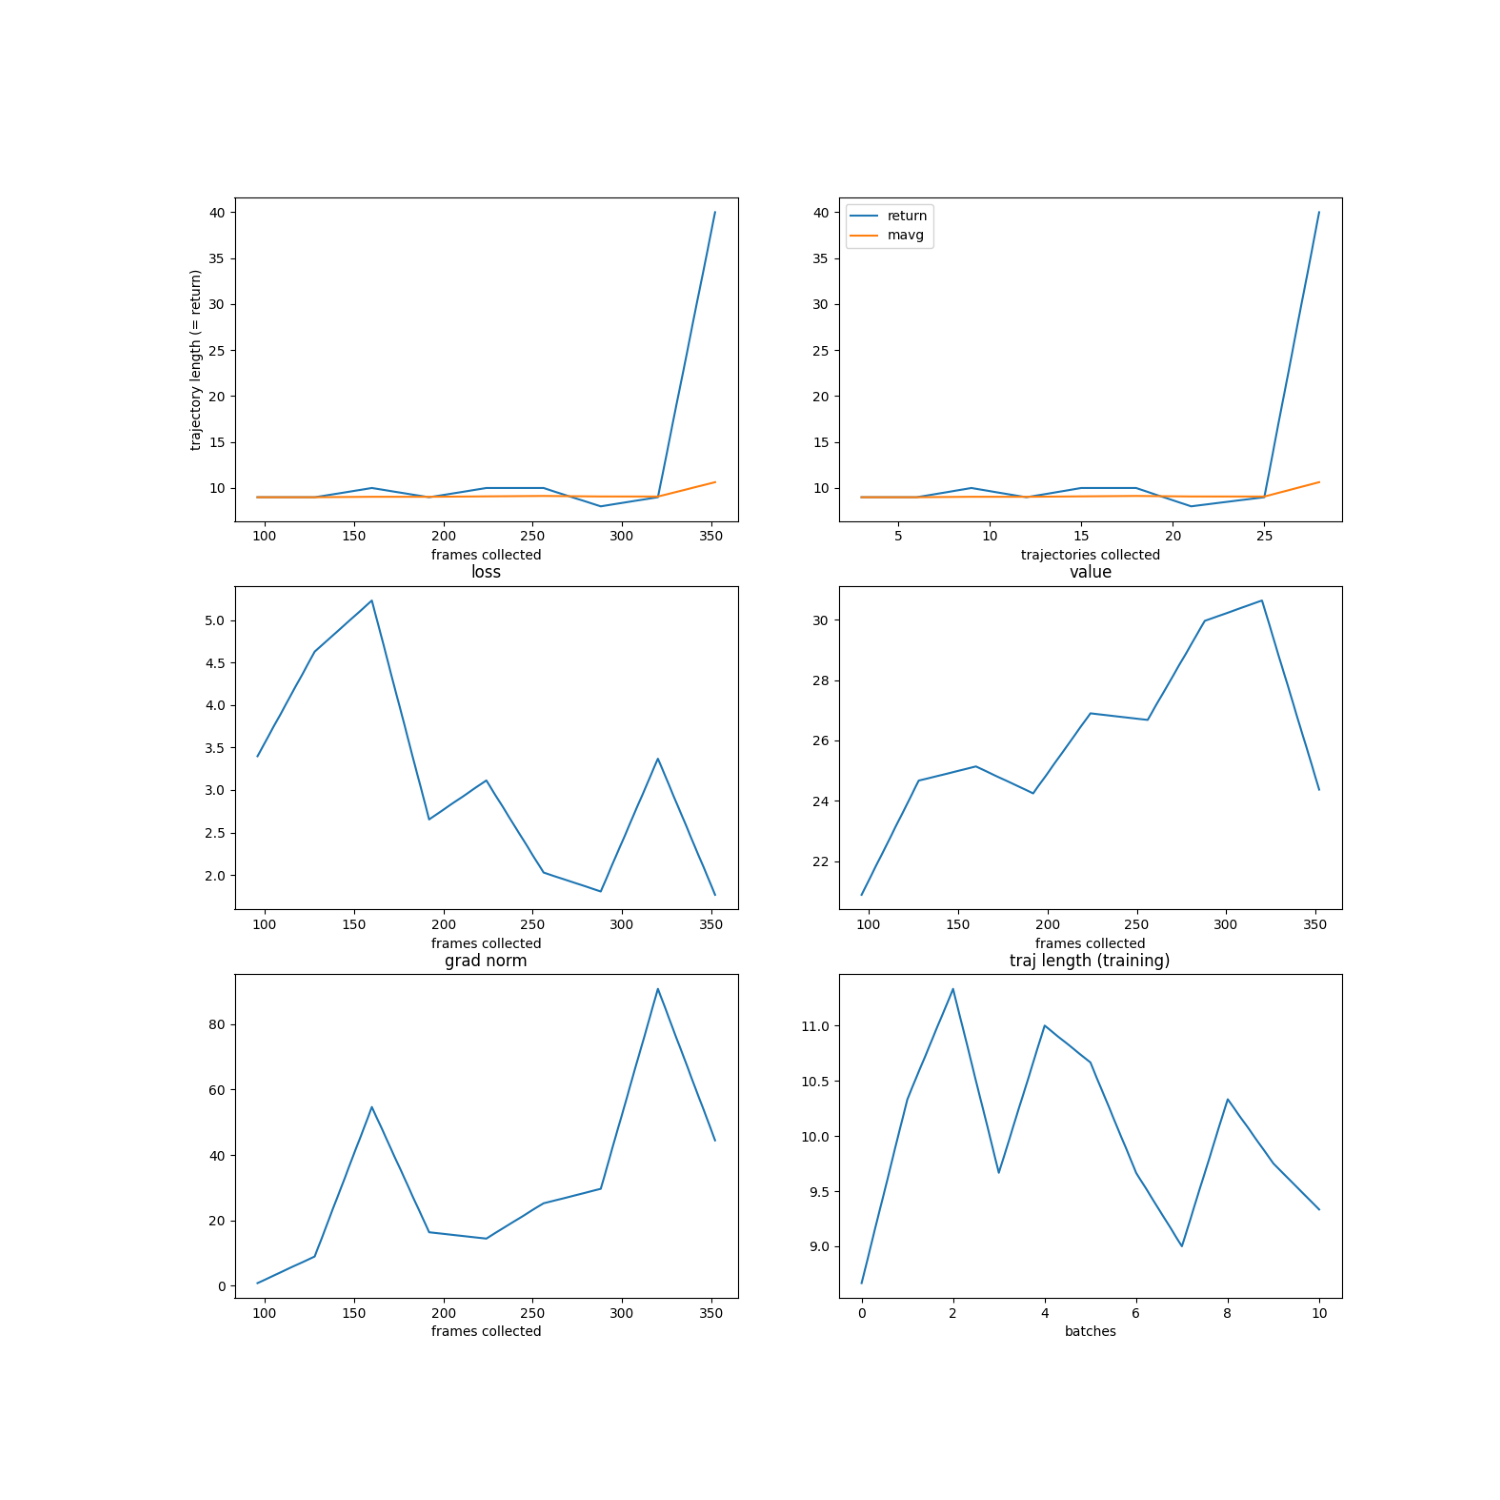 trajectory length (= return)
40
35
30
25
20
15
10
100 150 200 250 300 350
frames collected
return
mavg
40
35
30
25
20
15
10
5 10 15 20 25
trajectories collected
loss
5.0
4.5
4.0
3.5
3.0
2.5
2.0
100 150 200 250 300 350
frames collected
value
30
28
26
24
22
100 150 200 250 300 350
frames collected
grad norm
80
60
40
20
0
100 150 200 250 300 350
frames collected
traj length (training)
11.0
10.5
10.0
9.5
9.0
0 2 4 6 8 10
batches